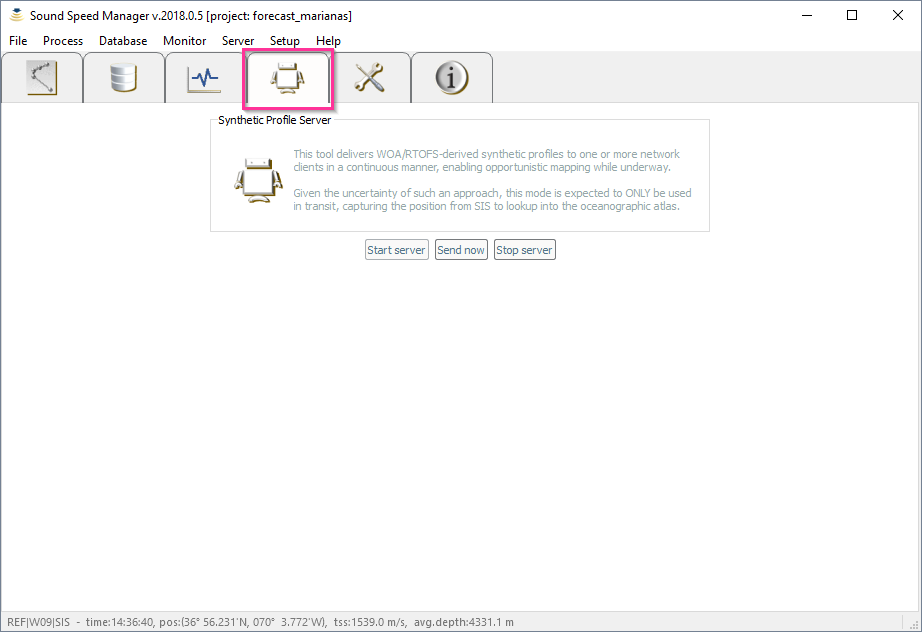 Sound Speed Manager v.2018.0.5 [project: forecast_marianas]
File Process Database Monitor Server Setup Help
Synthetic Profile Server
This tool delivers WOA/RTOFS-derived synthetic profiles to one or more network
clients in a continuous manner, enabling opportunistic mapping while underway.
Given the uncertainty of such an approach, this mode is expected to ONLY be used
in transit, capturing the position from SIS to lookup into the oceanographic atlas.
Start server Send now Stop server
REF|W09|SIS - time:14:36:40, pos:(36° 56.231'N, 070° 3.772'W), tss:1539.0 m/s, avg.depth:4331.1 m